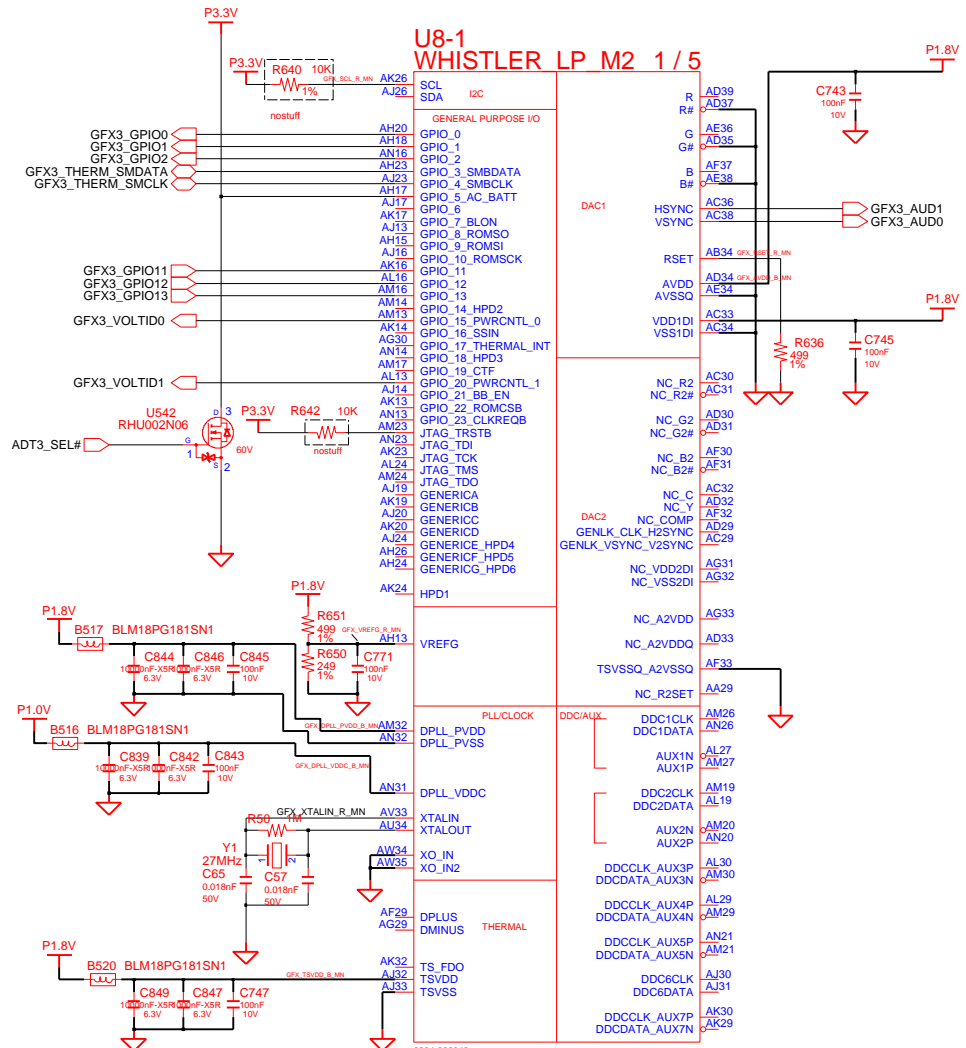 P3.3V
U8-1
WHISTLER_LP_M2 1 / 5
P1.8V
P3.3V
R640 10K
1%
nostuff
GFX_SCL_R_MN
AK26 SCL
AJ26 SDA
I2C
GENERAL PURPOSE I/O
GFX3_GPIO0 AH20 GPIO_0
GFX3_GPIO1 AH18 GPIO_1
GFX3_GPIO2 AN16 GPIO_2
GFX3_THERM_SMDATA AH23 GPIO_3_SMBDATA
GFX3_THERM_SMCLK AJ23 GPIO_4_SMBCLK
AH17 GPIO_5_AC_BATT
AJ17 GPIO_6
AK17 GPIO_7_BLON
AJ13 GPIO_8_ROMSO
AH15 GPIO_9_ROMSI
AJ16 GPIO_10_ROMSCK
GFX3_GPIO11 AK16 GPIO_11
GFX3_GPIO12 AL16 GPIO_12
GFX3_GPIO13 AM16 GPIO_13
AM14 GPIO_14_HPD2
GFX3_VOLTID0 AM13 GPIO_15_PWRCNTL_0
AK14 GPIO_16_SSIN
AG30 GPIO_17_THERMAL_INT
AN14 GPIO_18_HPD3
AM17 GPIO_19_CTF
GFX3_VOLTID1 AL13 GPIO_20_PWRCNTL_1
AJ14 GPIO_21_BB_EN
AK13 GPIO_22_ROMCSB
AN13 GPIO_23_CLKREQB
AM23 JTAG_TRSTB
AN23 JTAG_TDI
AK23 JTAG_TCK
AL24 JTAG_TMS
AM24 JTAG_TDO
AJ19 GENERICA
AK19 GENERICB
AJ20 GENERICC
AK20 GENERICD
AJ24 GENERICE_HPD4
AH26 GENERICF_HPD5
AH24 GENERICG_HPD6
AK24 HPD1
U542
RHU002N06
D 3
G
1
S 2
60V
ADT3_SEL#
P3.3V
R642 10K
nostuff
P1.8V
R651
499
1%
GFX_VREFG_R_MN
AH13 VREFG
R650
249
1%
C771
100nF
10V
P1.8V
B517 BLM18PG181SN1
C844
10000nF-X5R
6.3V
C846
1000nF-X5R
6.3V
C845
100nF
10V
PLL/CLOCK
GFX_DPLL_PVDD_B_MN
AM32 DPLL_PVDD
AN32 DPLL_PVSS
P1.0V
B516 BLM18PG181SN1
C839
6.3V
C842
6.3V
C843
100nF
10V
GFX_DPLL_VDDC_B_MN
AN31 DPLL_VDDC
GFX_XTALIN_R_MN
AV33 XTALIN
AU34 XTALOUT
R50 1M
Y1
27MHz
1
2
C65
0.018nF
50V
C57
0.018nF
50V
AW34 XO_IN
AW35 XO_IN2
THERMAL
AF29 DPLUS
AG29 DMINUS
AK32 TS_FDO
AJ32 TSVDD
AJ33 TSVSS
P1.8V
B520 BLM18PG181SN1
GFX_TSVDD_B_MN
C849
6.3V
C847
6.3V
C747
100nF
10V
DAC1
R AD39
R# AD37
G AE36
G# AD35
B AF37
B# AE38
HSYNC AC36 GFX3_AUD1
VSYNC AC38 GFX3_AUD0
RSET AB34 GFX_RSET_R_MN
AVDD AD34 GFX_AVDD_B_MN
AVSSQ AE34
VDD1DI AC33
VSS1DI AC34
C743
100nF
10V
P1.8V
R636
499
1%
C745
100nF
10V
DAC2
NC_R2 AC30
NC_R2# AC31
NC_G2 AD30
NC_G2# AD31
NC_B2 AF30
NC_B2# AF31
NC_C AC32
NC_Y AD32
NC_COMP AF32
GENLK_CLK_H2SYNC AD29
GENLK_VSYNC_V2SYNC AC29
NC_VDD2DI AG31
NC_VSS2DI AG32
NC_A2VDD AG33
NC_A2VDDQ AD33
TSVSSQ_A2VSSQ AF33
NC_R2SET AA29
DDC/AUX
DDC1CLK AM26
DDC1DATA AN26
AUX1N AL27
AUX1P AM27
DDC2CLK AM19
DDC2DATA AL19
AUX2N AM20
AUX2P AN20
DDCCLK_AUX3P AL30
DDCDATA_AUX3N AM30
DDCCLK_AUX4P AL29
DDCDATA_AUX4N AM29
DDCCLK_AUX5P AN21
DDCDATA_AUX5N AM21
DDC6CLK AJ30
DDC6DATA AJ31
DDCCLK_AUX7P AK30
DDCDATA_AUX7N AK29